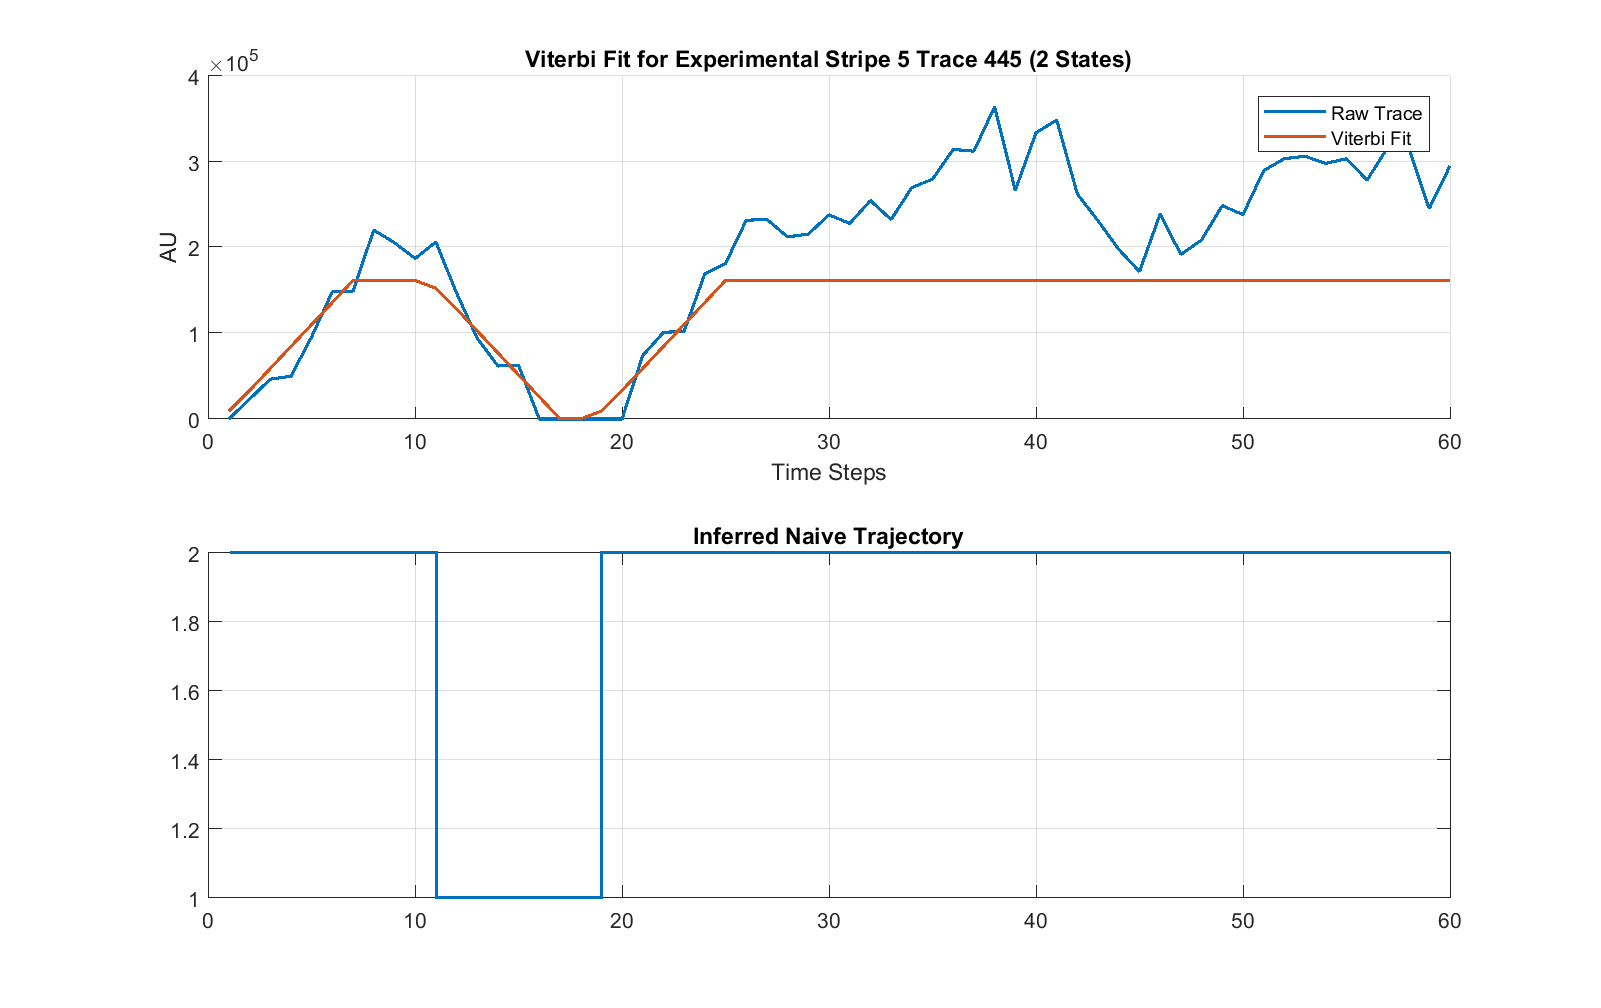 Viterbi Fit for Experimental Stripe 5 Trace 445 (2 States)
×10⁵
4
3
2
1
0
AU
Raw Trace
Viterbi Fit
0 10 20 30 40 50 60
Time Steps
Inferred Naive Trajectory
2
1.8
1.6
1.4
1.2
1
0 10 20 30 40 50 60